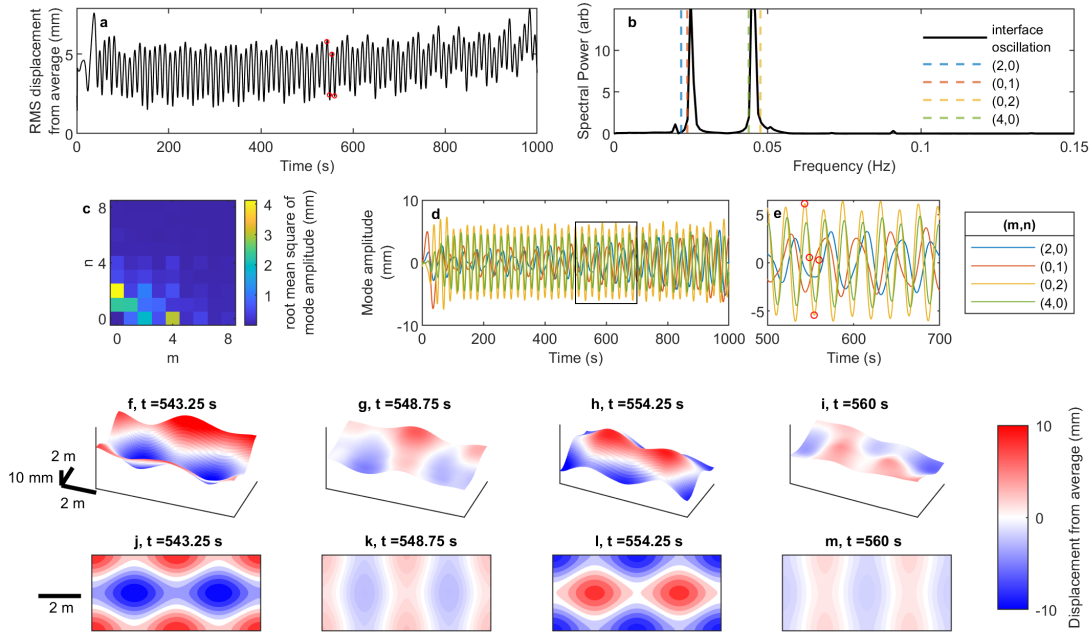 a
RMS displacement
from average (mm)
5
0
0
200
400
600
800
1000
Time (s)
b
Spectral Power (arb)
15
10
5
0
0
0.05
0.1
0.15
Frequency (Hz)
interface
oscillation
(2,0)
(0,1)
(0,2)
(4,0)
c
n
8
4
0
0
4
8
m
4
3
2
1
root mean square of
mode amplitude (mm)
d
Mode amplitude
(mm)
10
0
-10
0
200
400
600
800
1000
Time (s)
e
5
0
-5
500
600
700
Time (s)
(m,n)
(2,0)
(0,1)
(0,2)
(4,0)
f, t =543.25 s
g, t =548.75 s
h, t =554.25 s
i, t =560 s
2 m
10 mm
2 m
j, t =543.25 s
k, t =548.75 s
l, t =554.25 s
m, t =560 s
2 m
10
0
-10
Displacement from average (mm)